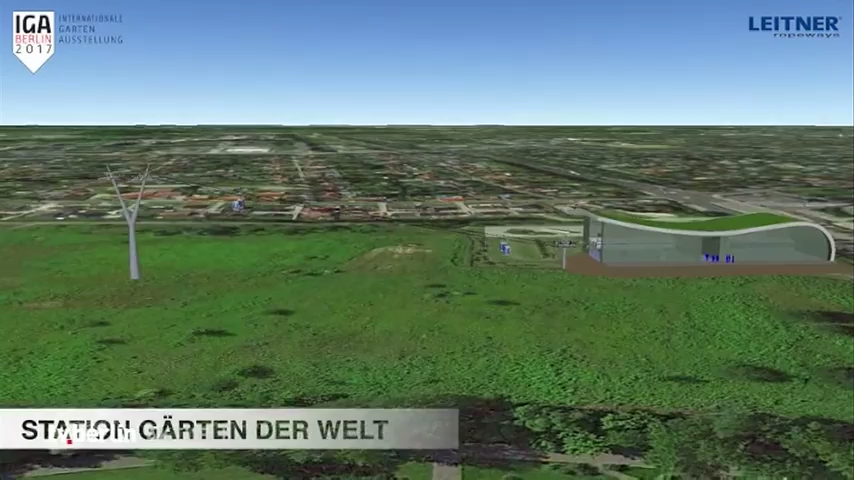 IGA
BERLIN
2017
INTERNATIONALE
GARTEN
AUSSTELLUNG
LEITNER
ropeways
STATION GÄRTEN DER WELT